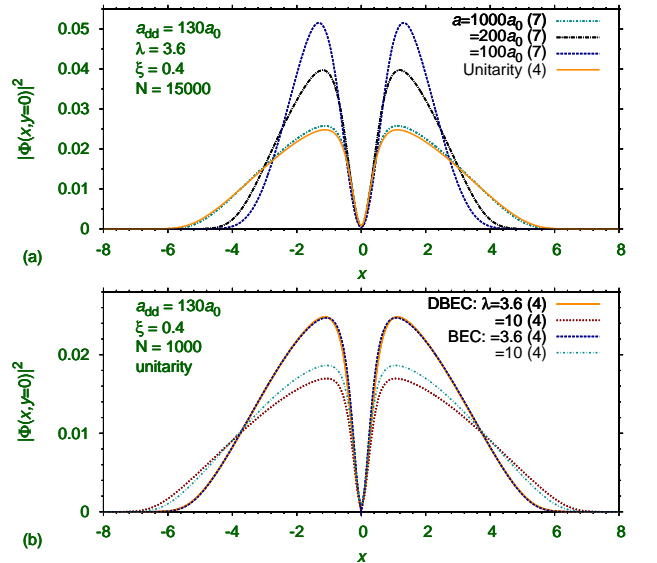 a_dd = 130a_0
λ = 3.6
ξ = 0.4
N = 15000
a=1000a_0 (7)
=200a_0 (7)
=100a_0 (7)
Unitarity (4)
|Φ(x,y=0)|^2
0.05
0.04
0.03
0.02
0.01
0
-8 -6 -4 -2 0 2 4 6 8
(a)
x
a_dd = 130a_0
ξ = 0.4
N = 1000
unitarity
DBEC: λ=3.6 (4)
=10 (4)
BEC: =3.6 (4)
=10 (4)
|Φ(x,y=0)|^2
0.02
0.01
0
-8 -6 -4 -2 0 2 4 6 8
(b)
x